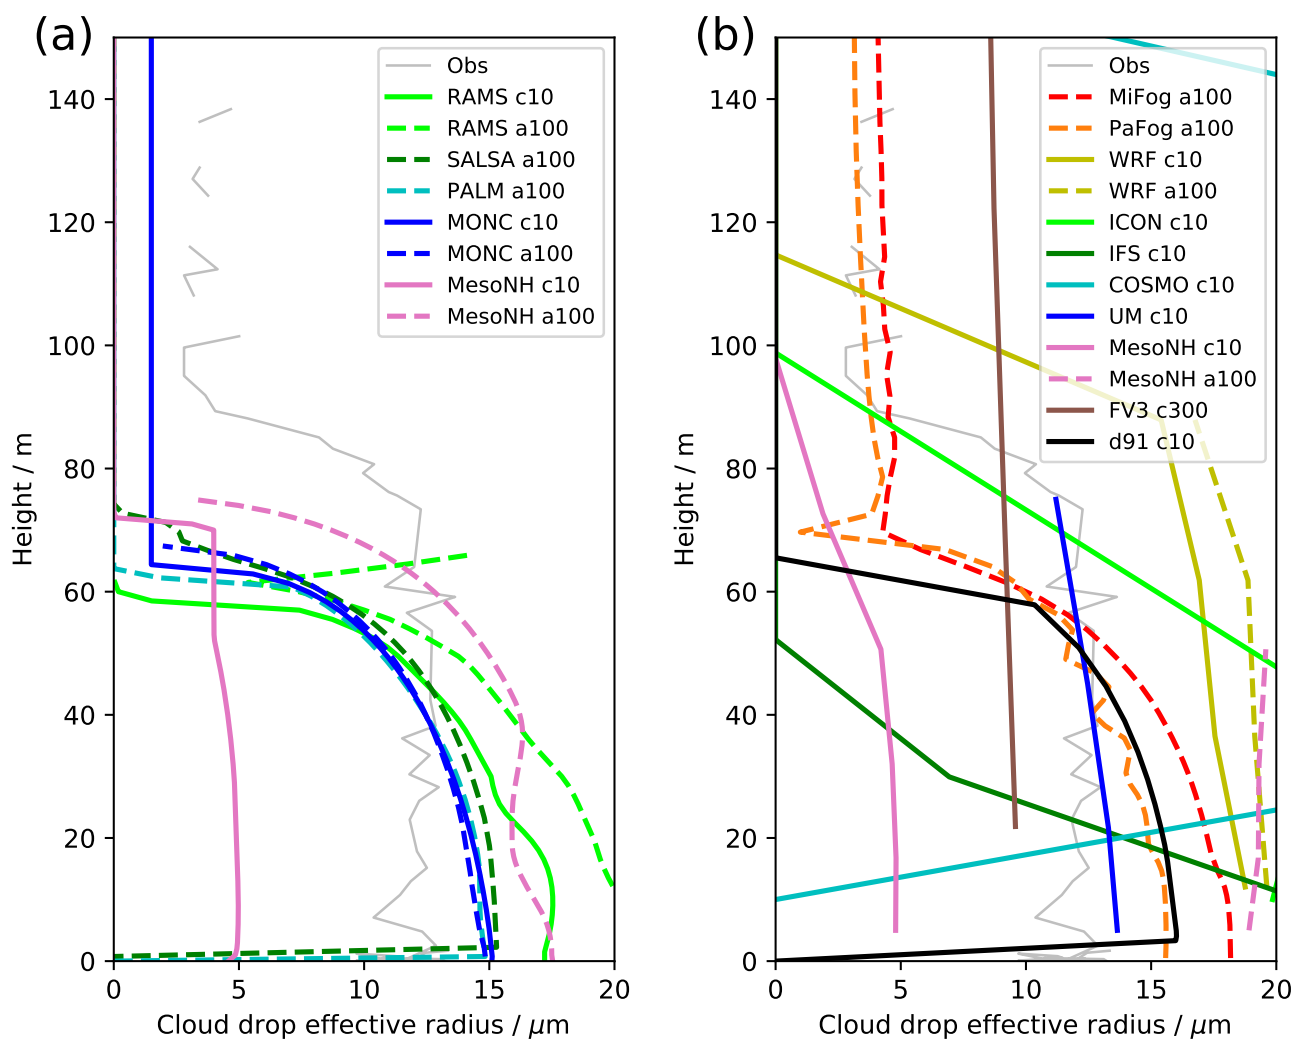 (a)
Height / m
140
120
100
80
60
40
20
0
Obs
RAMS c10
RAMS a100
SALSA a100
PALM a100
MONC c10
MONC a100
MesoNH c10
MesoNH a100
0 5 10 15 20
Cloud drop effective radius / μm
(b)
Height / m
140
120
100
80
60
40
20
0
Obs
MiFog a100
PaFog a100
WRF c10
WRF a100
ICON c10
IFS c10
COSMO c10
UM c10
MesoNH c10
MesoNH a100
FV3 c300
d91 c10
0 5 10 15 20
Cloud drop effective radius / μm